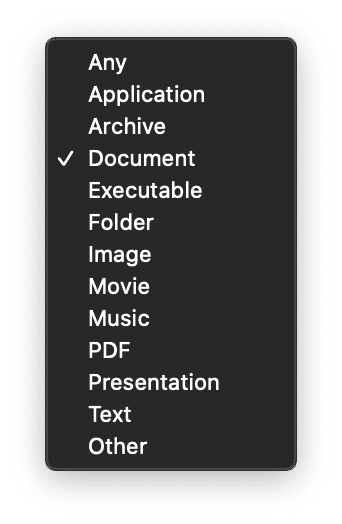 Any
Application
Archive
✓ Document
Executable
Folder
Image
Movie
Music
PDF
Presentation
Text
Other